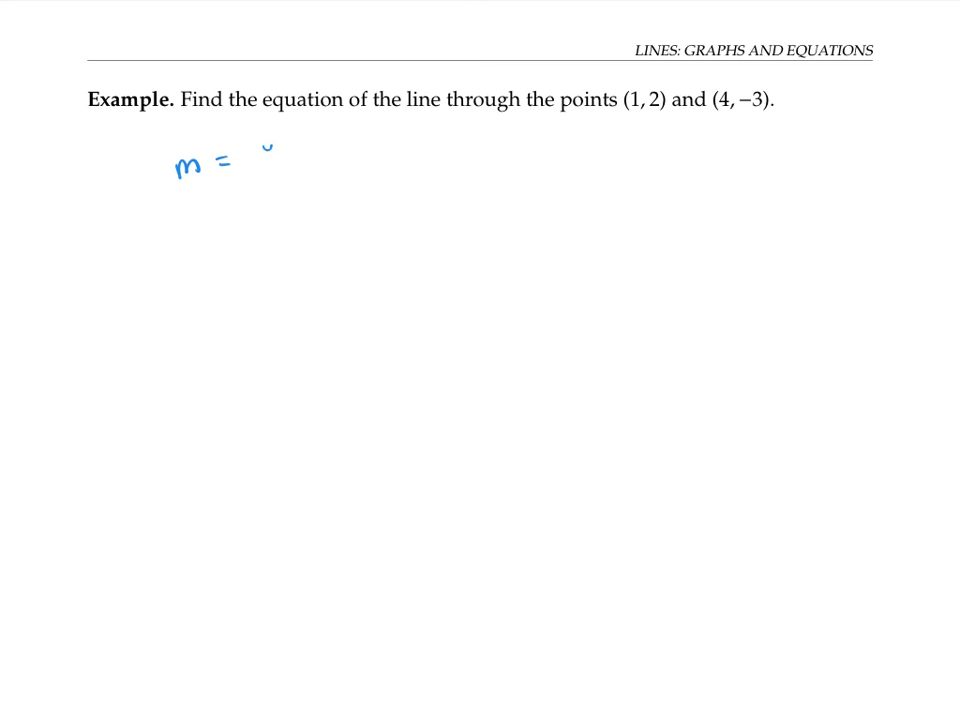 LINES: GRAPHS AND EQUATIONS
Example. Find the equation of the line through the points (1, 2) and (4, −3).
m =